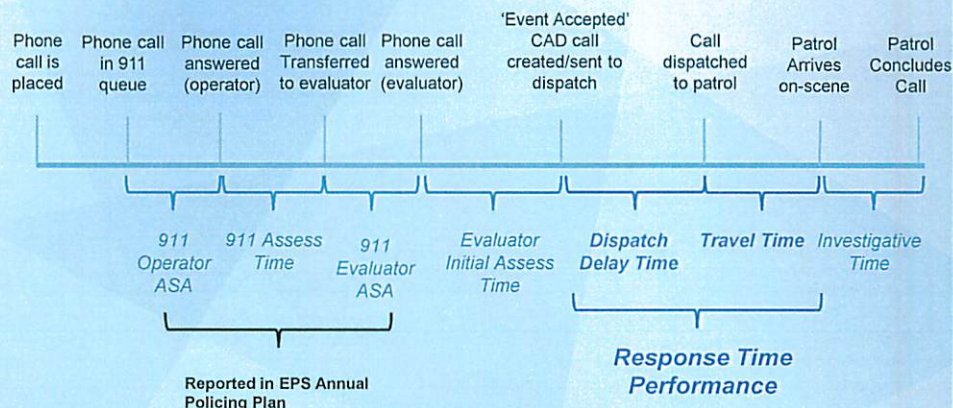 Phone
call is
placed
Phone call
in 911
queue
Phone call
answered
(operator)
Phone call
Transferred
to evaluator
Phone call
answered
(evaluator)
'Event Accepted'
CAD call
created/sent to
dispatch
Call
dispatched
to patrol
Patrol
Arrives
on-scene
Patrol
Concludes
Call
911
Operator
ASA
911 Assess
Time
911
Evaluator
ASA
Evaluator
Initial Assess
Time
Dispatch
Delay Time
Travel Time
Investigative
Time
Reported in EPS Annual
Policing Plan
Response Time
Performance